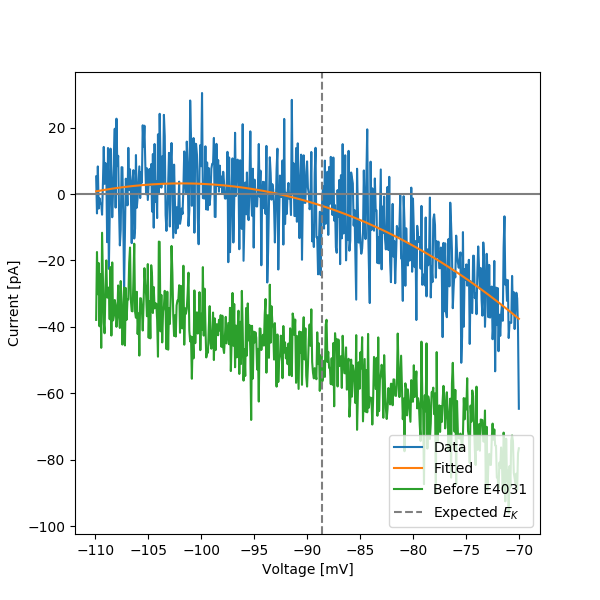 Current [pA]
20
0
−20
−40
−60
−80
−100
−110 −105 −100 −95 −90 −85 −80 −75 −70
Voltage [mV]
Data
Fitted
Before E4031
Expected E_K